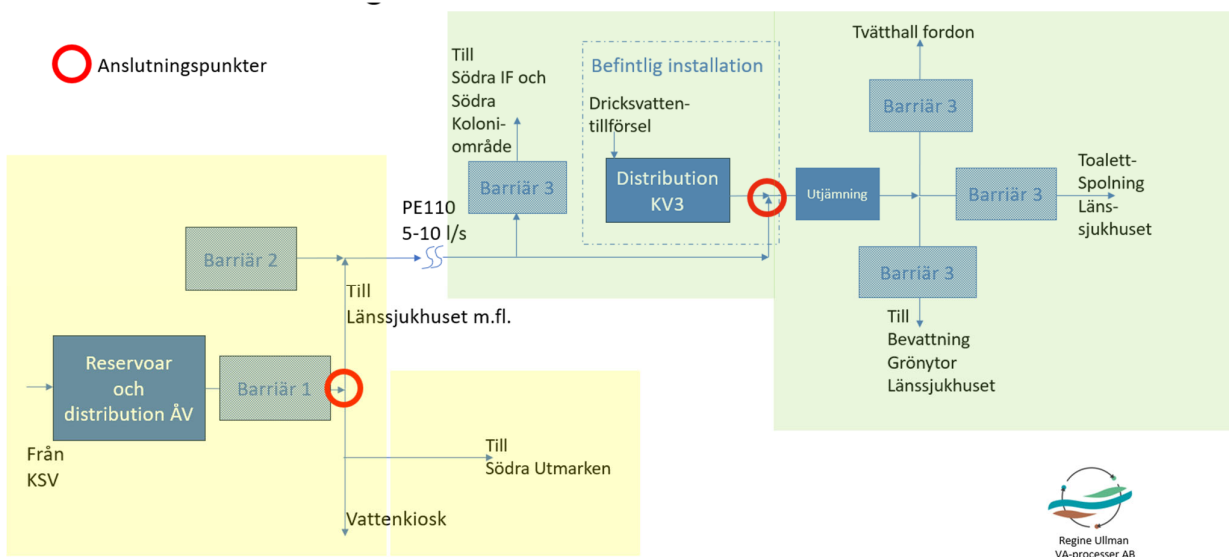 Anslutningspunkter
Till
Södra IF och
Södra
Koloni-
område
Barriär 3
Befintlig installation
Dricksvatten-
tillförsel
Distribution
KV3
Tvätthall fordon
Barriär 3
Utjämning
Barriär 3
Toalett-
Spolning
Läns-
sjukhuset
Barriär 3
Till
Bevattning
Grönytor
Länssjukhuset
PE110
5-10 l/s
Barriär 2
Till
Länssjukhuset m.fl.
Reservoar
och
distribution ÅV
Barriär 1
Från
KSV
Till
Södra Utmarken
Vattenkiosk
Regine Ullman
VA-processer AB